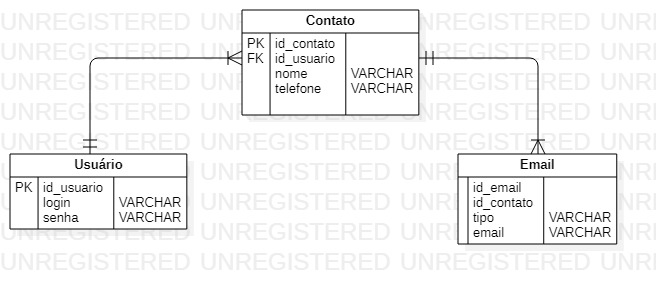 Contato
PK id_contato
FK id_usuario
nome VARCHAR
telefone VARCHAR
Usuário
PK id_usuario
login VARCHAR
senha VARCHAR
Email
id_email
id_contato
tipo VARCHAR
email VARCHAR
UNREGISTERED UNREGISTERED UNREGISTERED UNRE